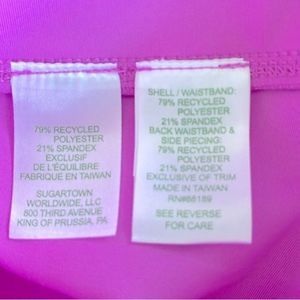 79% RECYCLED
POLYESTER
21% SPANDEX
EXCLUSIF
DE L'ÉQUILIBRE
FABRIQUE EN TAIWAN
SUGARTOWN
WORLDWIDE, LLC
800 THIRD AVENUE
KING OF PRUSSIA, PA
SHELL / WAISTBAND:
79% RECYCLED
POLYESTER
21% SPANDEX
BACK WAISTBAND &
SIDE PIECING:
79% RECYCLED
POLYESTER
21% SPANDEX
EXCLUSIVE OF TRIM
MADE IN TAIWAN
RN#66189
SEE REVERSE
FOR CARE